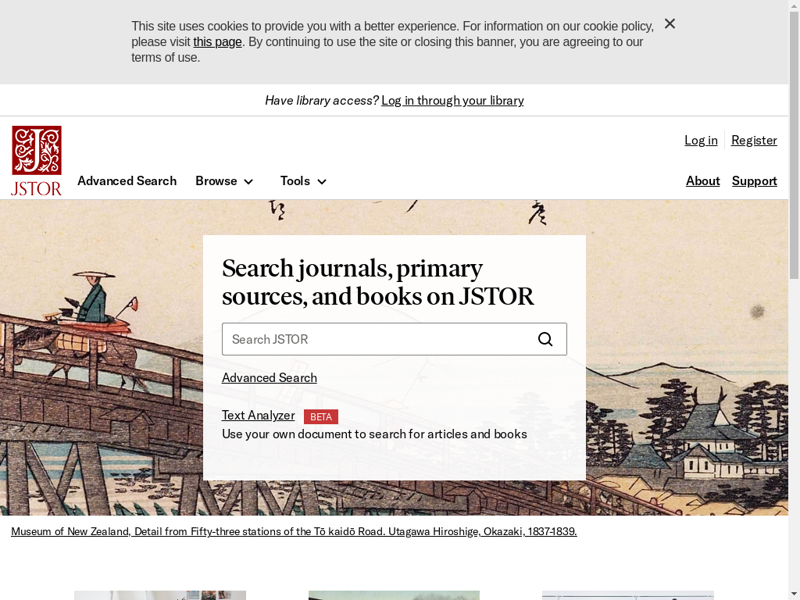 This site uses cookies to provide you with a better experience. For information on our cookie policy,
please visit this page. By continuing to use the site or closing this banner, you are agreeing to our
terms of use.
Have library access? Log in through your library
Log in
Register
JSTOR
Advanced Search
Browse
Tools
About
Support
Search journals, primary
sources, and books on JSTOR
Search JSTOR
Advanced Search
Text Analyzer BETA
Use your own document to search for articles and books
Museum of New Zealand, Detail from Fifty-three stations of the Tō kaidō Road. Utagawa Hiroshige, Okazaki, 1837-1839.